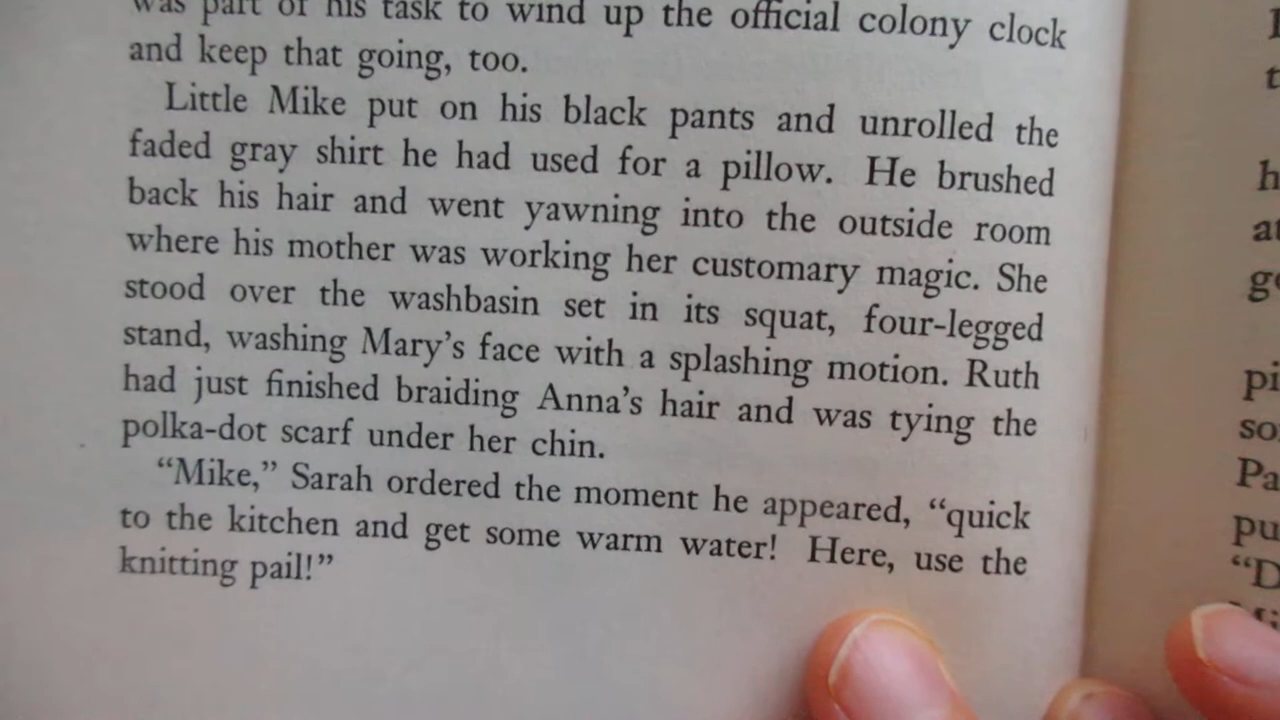 was part of his task to wind up the official colony clock
and keep that going, too.
Little Mike put on his black pants and unrolled the
faded gray shirt he had used for a pillow. He brushed
back his hair and went yawning into the outside room
where his mother was working her customary magic. She
stood over the washbasin set in its squat, four-legged
stand, washing Mary's face with a splashing motion. Ruth
had just finished braiding Anna's hair and was tying the
polka-dot scarf under her chin.
"Mike," Sarah ordered the moment he appeared, "quick
to the kitchen and get some warm water! Here, use the
knitting pail!"